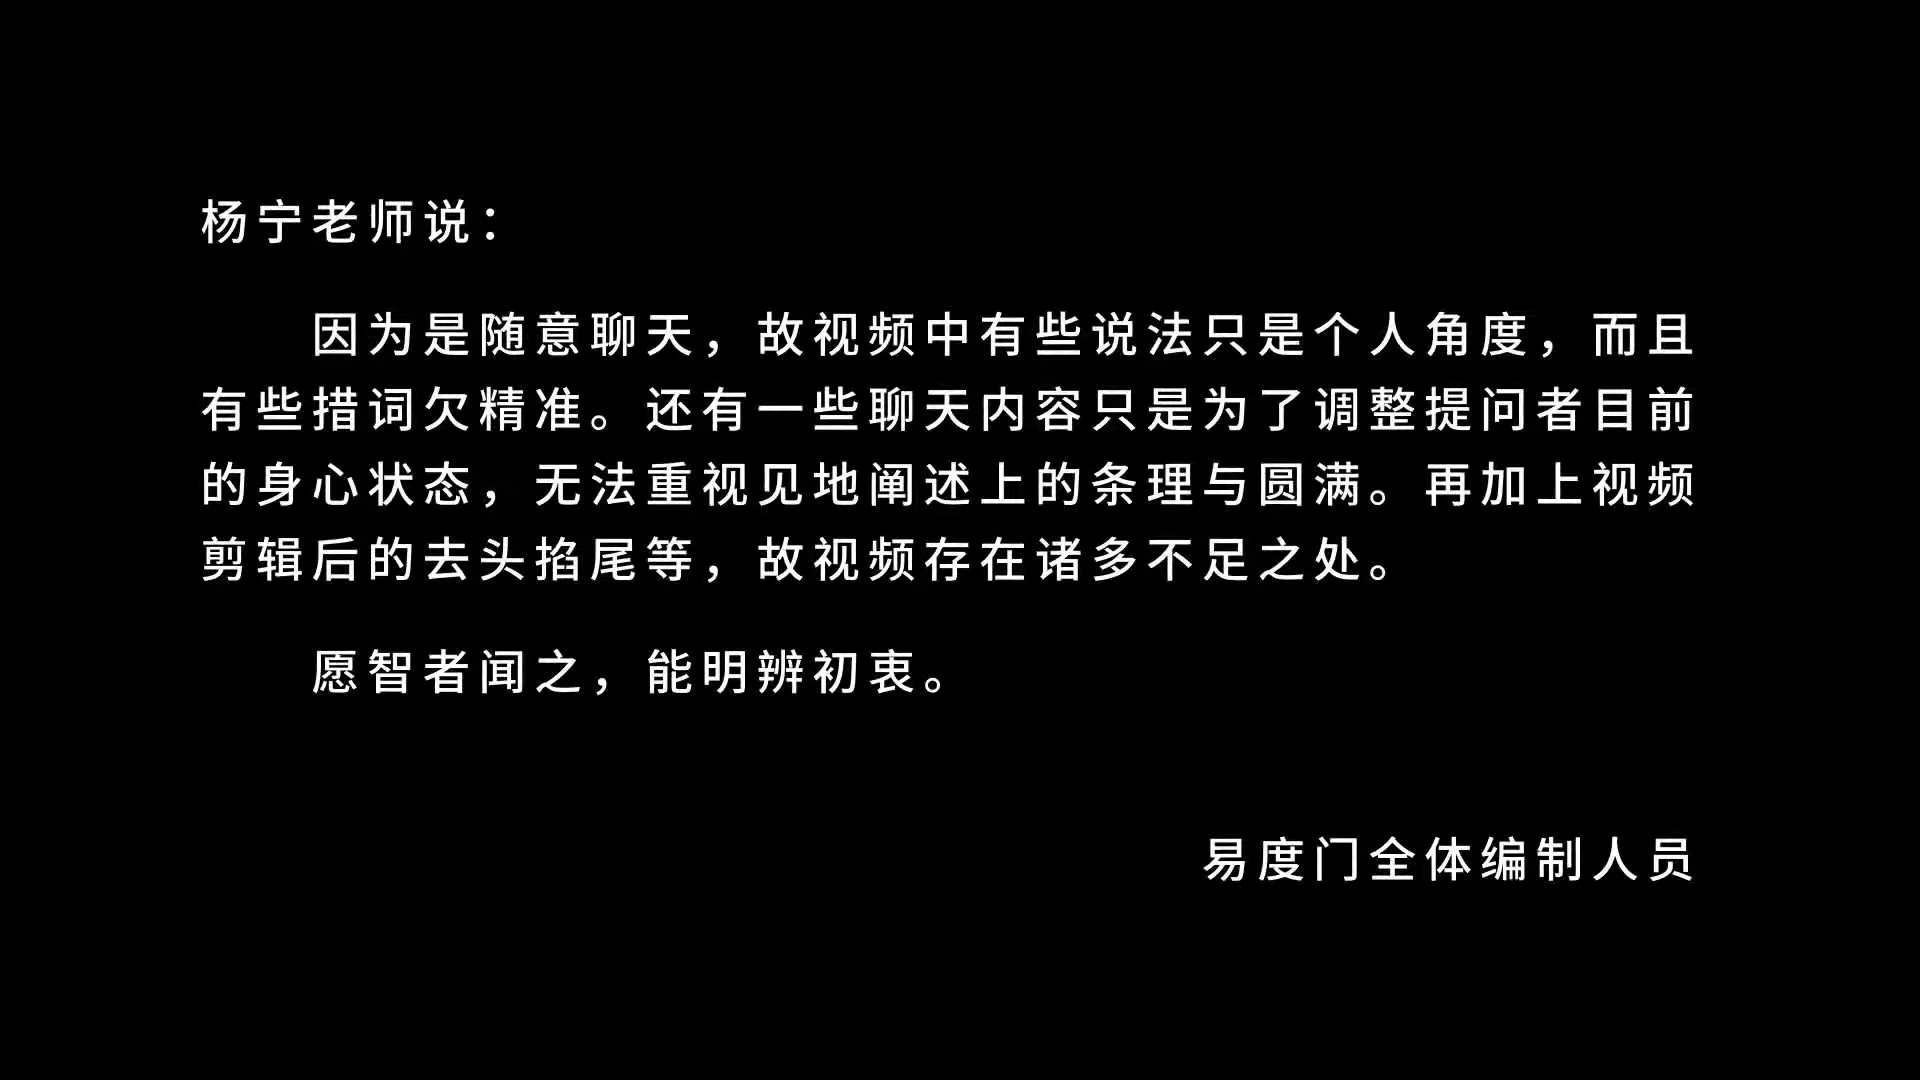 杨宁老师说：
因为是随意聊天，故视频中有些说法只是个人角度，而且
有些措词欠精准。还有一些聊天内容只是为了调整提问者目前
的身心状态，无法重视见地阐述上的条理与圆满。再加上视频
剪辑后的去头掐尾等，故视频存在诸多不足之处。
愿智者闻之，能明辨初衷。
易度门全体编制人员